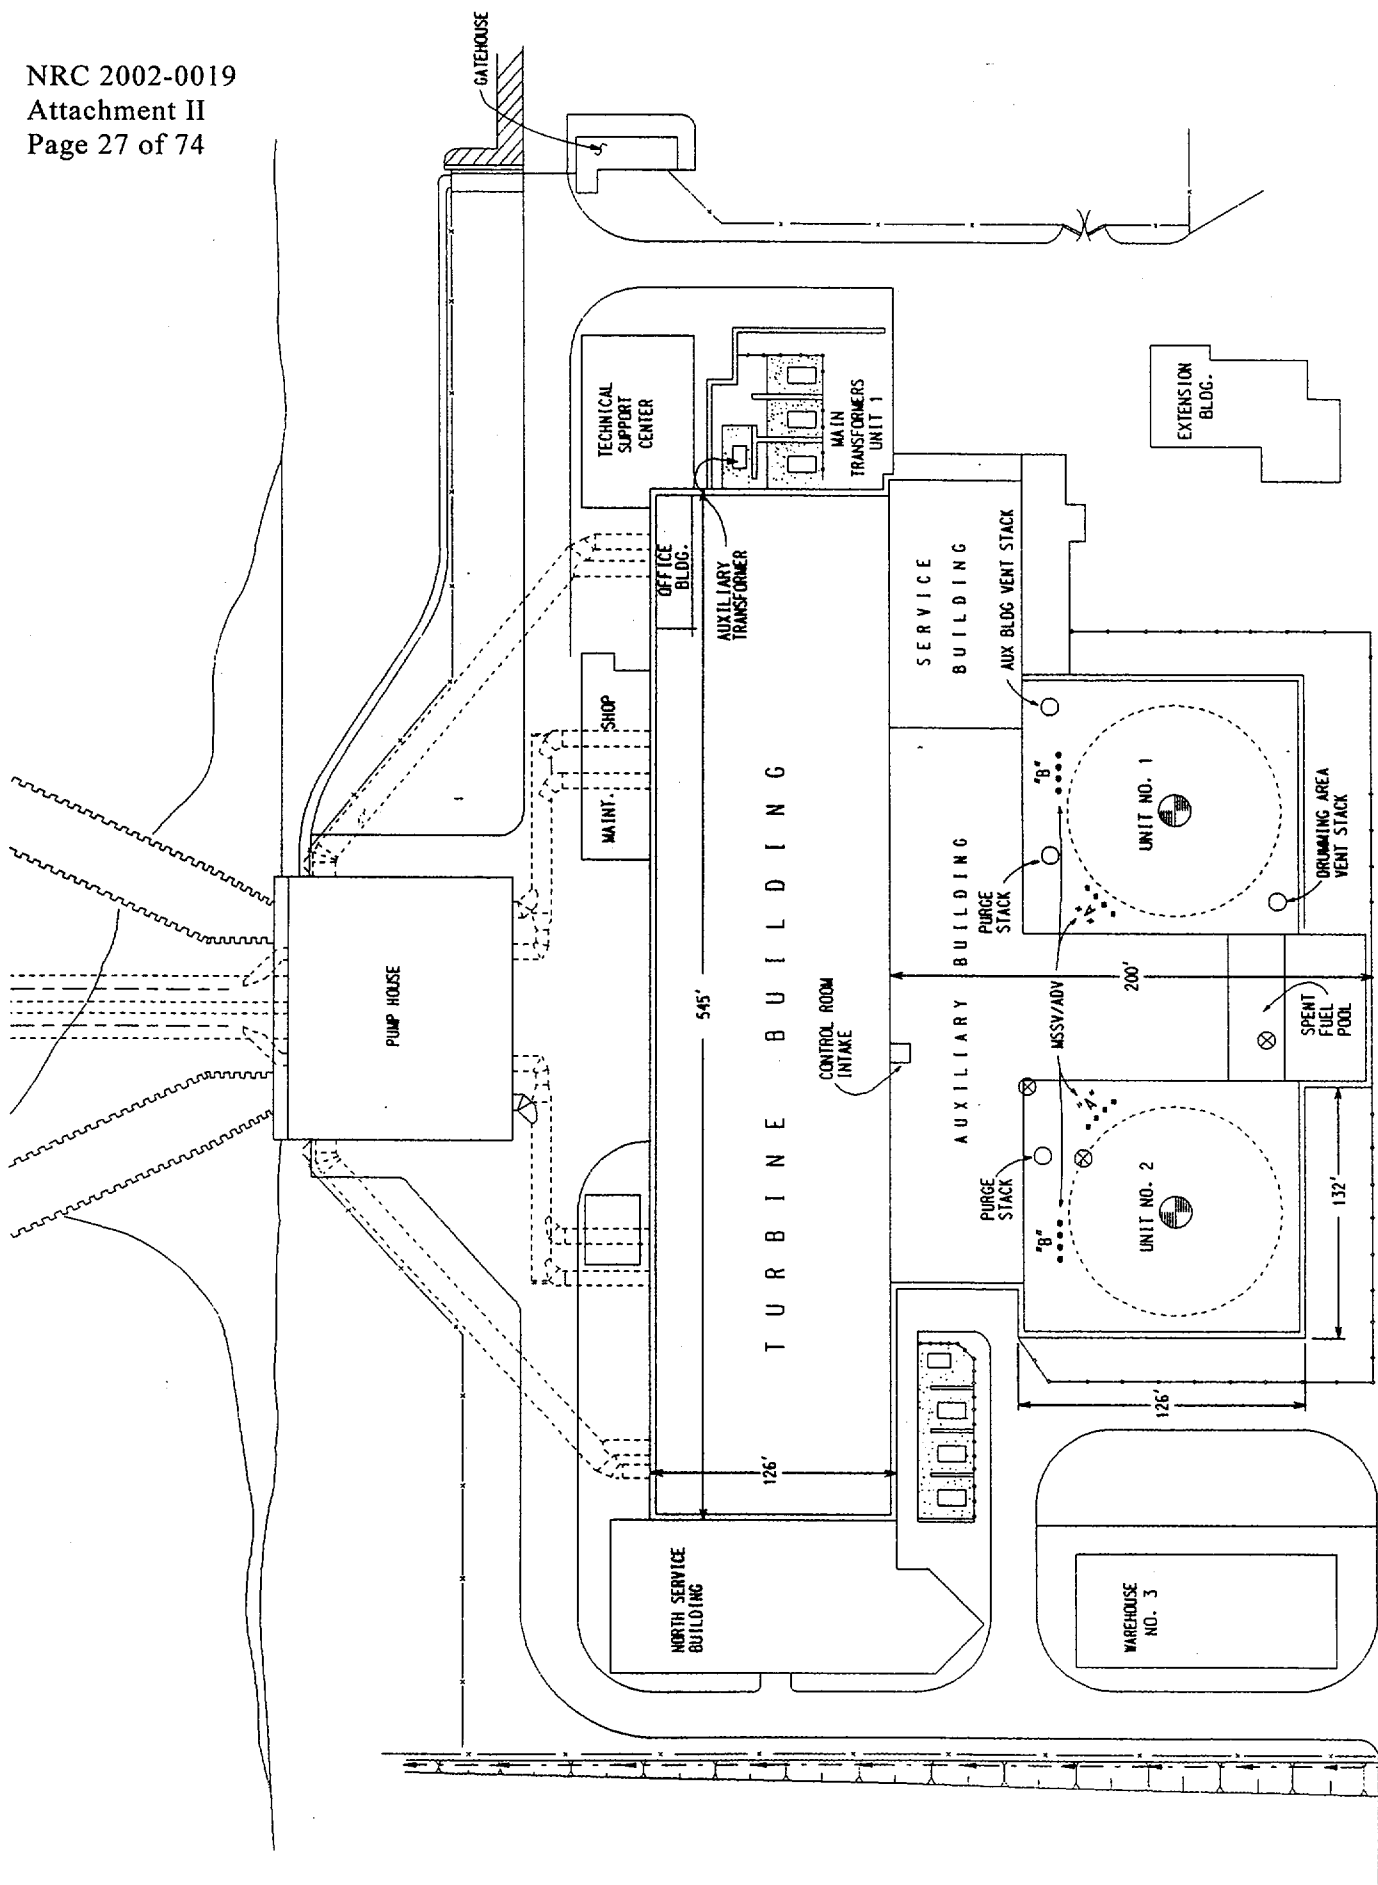 NRC 2002-0019
Attachment II
Page 27 of 74
GATEHOUSE
TECHNICAL
SUPPORT
CENTER
MAIN
TRANSFORMERS
UNIT 1
EXTENSION
BLDG.
OFFICE
BLDG.
AUXILIARY
TRANSFORMER
SERVICE
BUILDING
AUX BLDG VENT STACK
MAINT. SHOP
"B"
UNIT NO. 1
PURGE
STACK
"A"
DRUMMING AREA
VENT STACK
PUMP HOUSE
TURBINE BUILDING
545'
CONTROL ROOM
INTAKE
AUXILIARY BUILDING
MSSV/ADV
200'
SPENT
FUEL
POOL
"A"
PURGE
STACK
"B"
UNIT NO. 2
132'
126'
126'
NORTH SERVICE
BUILDING
WAREHOUSE
NO. 3